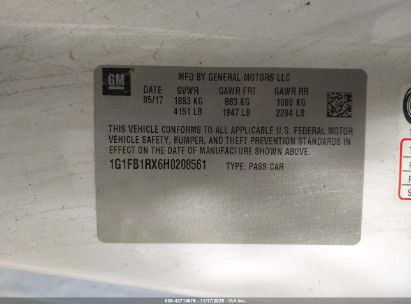 GM
MFD BY GENERAL MOTORS LLC
DATE GVWR GAWR FRT GAWR RR
05/17 1883 KG 883 KG 1000 KG
4151 LB 1947 LB 2204 LB
THIS VEHICLE CONFORMS TO ALL APPLICABLE U.S. FEDERAL MOTOR
VEHICLE SAFETY, BUMPER, AND THEFT PREVENTION STANDARDS IN
EFFECT ON THE DATE OF MANUFACTURE SHOWN ABOVE.
1G1FB1RX6H0208561 TYPE: PASS CAR